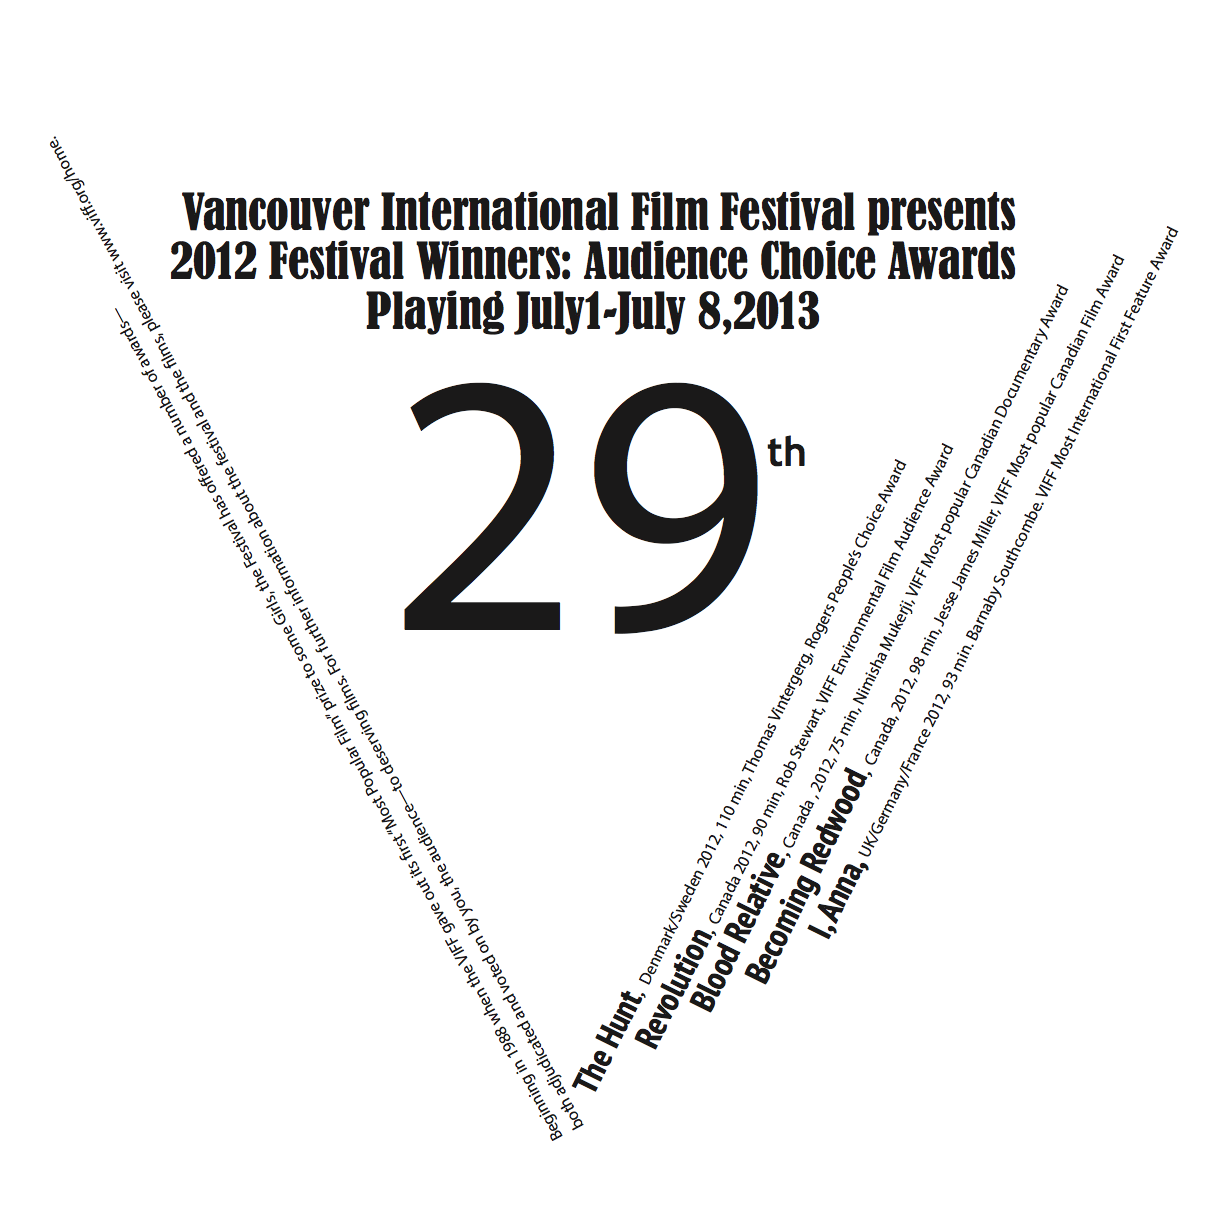 Vancouver International Film Festival presents
2012 Festival Winners: Audience Choice Awards
Playing July1-July 8,2013
29th
Beginning in 1988 when the VIFF gave out its first “Most Popular Film” prize to some Girls, the Festival has offered a number of awards—
both adjudicated and voted on by you, the audience—to deserving films. For further information about the festival and the films, please visit www.viff.org/home.
The Hunt, Denmark/Sweden 2012, 110 min, Thomas Vintergerg, Rogers People's Choice Award
Revolution, Canada 2012, 90 min, Rob Stewart, VIFF Environmental Film Audience Award
Blood Relative, Canada , 2012, 75 min, Nimisha Mukerji, VIFF Most popular Canadian Documentary Award
Becoming Redwood, Canada, 2012, 98 min, Jesse James Miller, VIFF Most popular Canadian Film Award
I, Anna, UK/Germany/France 2012, 93 min. Barnaby Southcombe. VIFF Most International First Feature Award